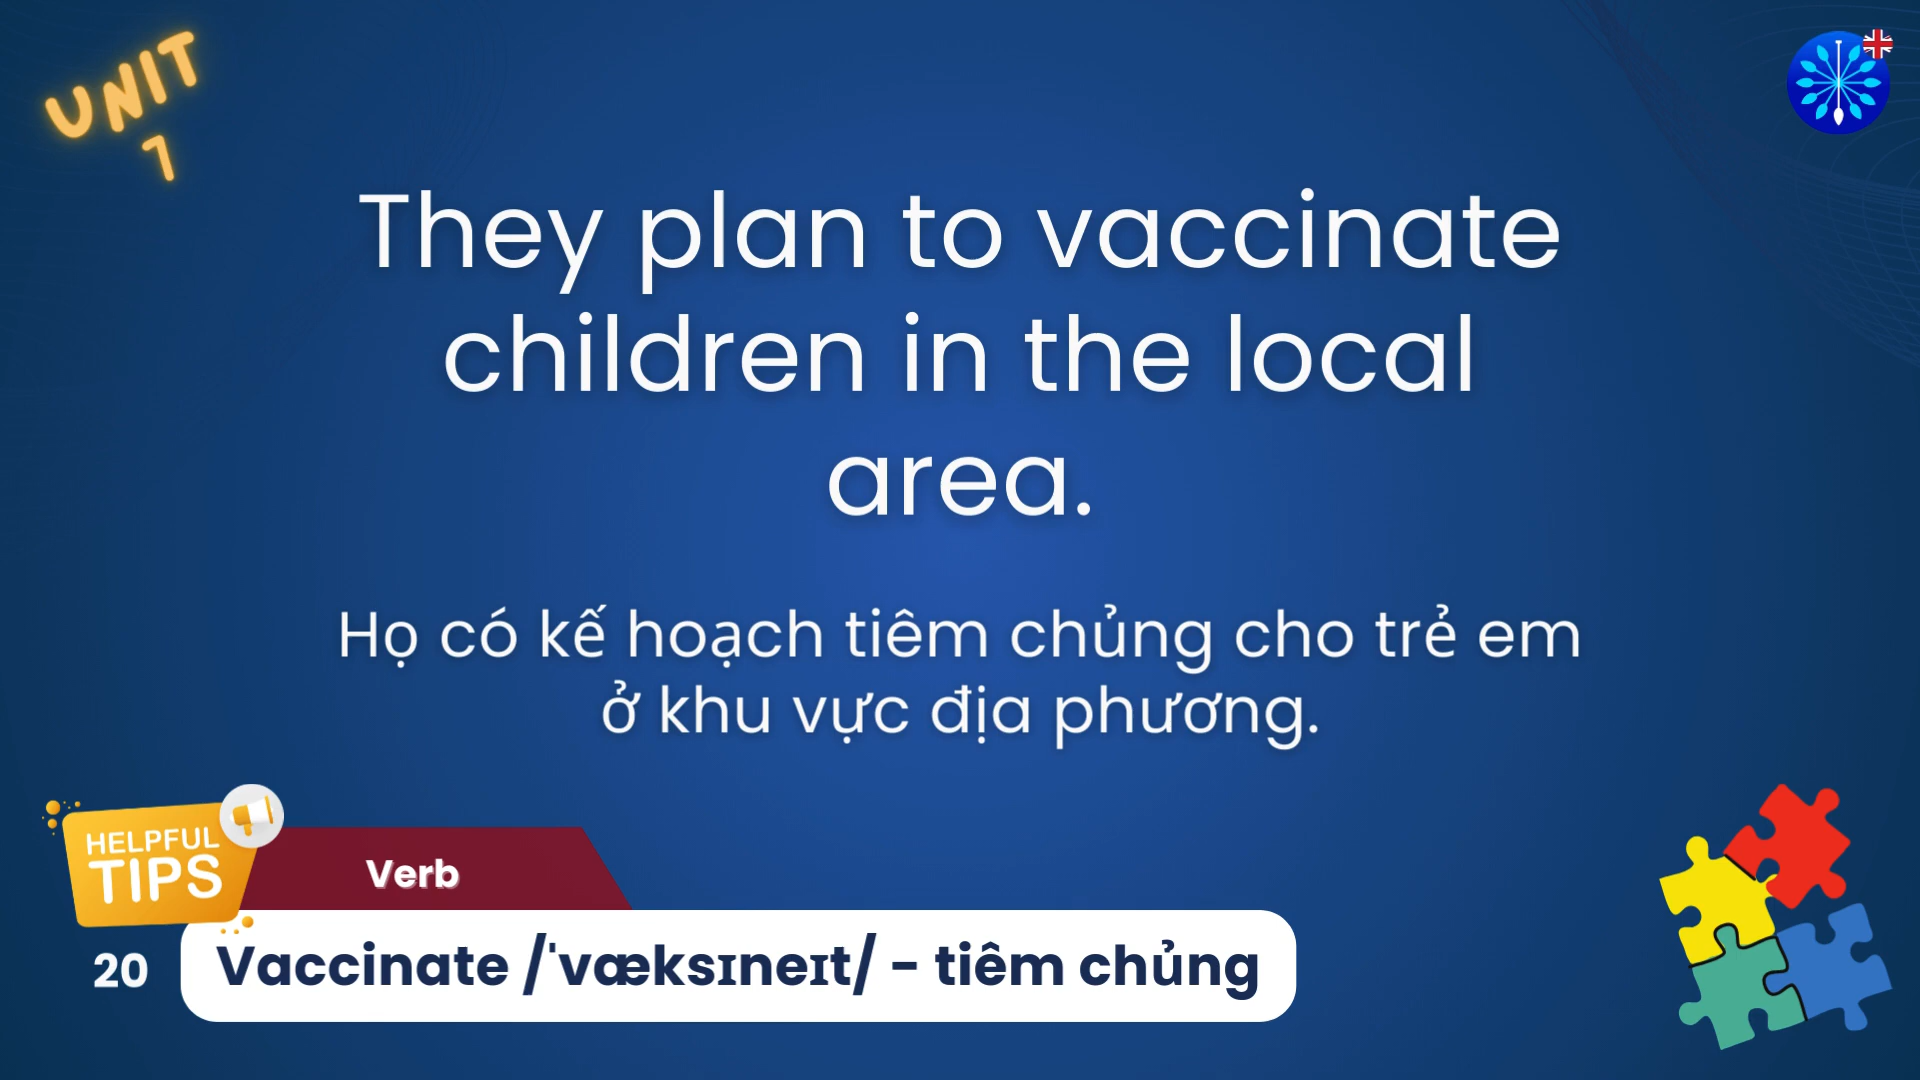 UNIT
1
They plan to vaccinate
children in the local
area.
Họ có kế hoạch tiêm chủng cho trẻ em
ở khu vực địa phương.
HELPFUL
TIPS
Verb
20
Vaccinate /ˈvæksɪneɪt/ - tiêm chủng